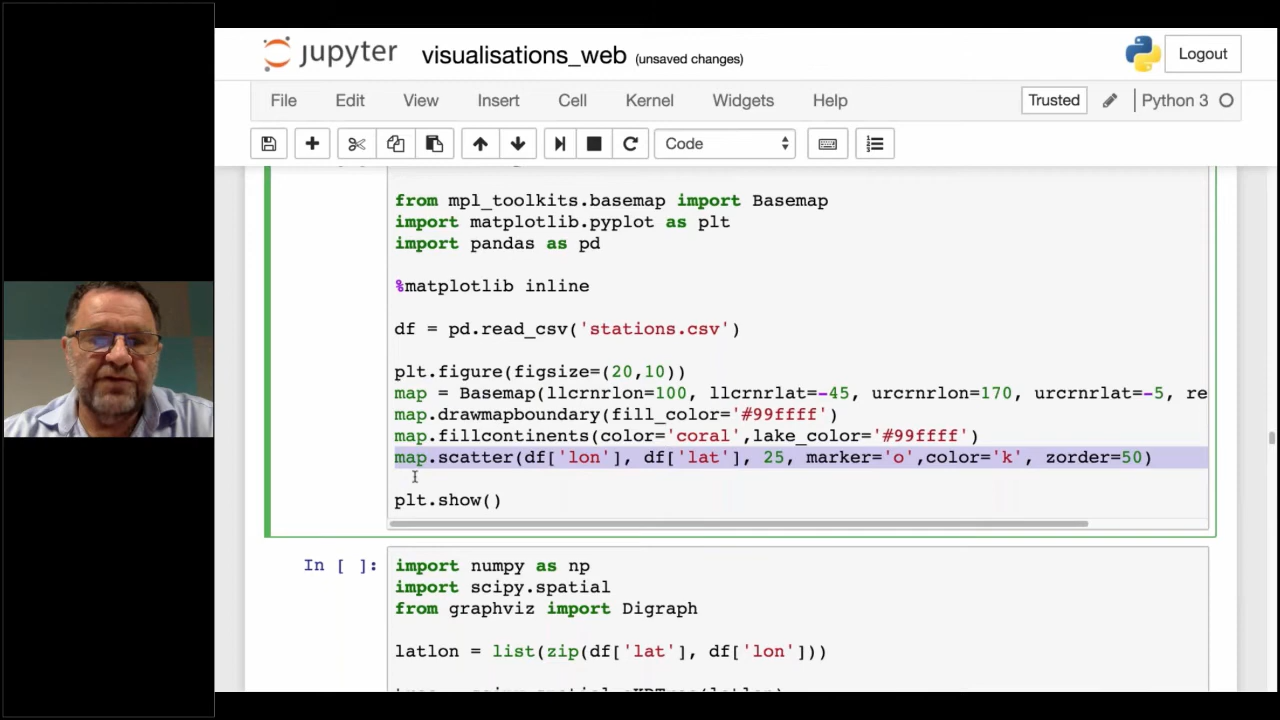 jupyter visualisations_web (unsaved changes) Logout
File Edit View Insert Cell Kernel Widgets Help Trusted Python 3
Code
from mpl_toolkits.basemap import Basemap
import matplotlib.pyplot as plt
import pandas as pd
%matplotlib inline
df = pd.read_csv('stations.csv')
plt.figure(figsize=(20,10))
map = Basemap(llcrnrlon=100, llcrnrlat=-45, urcrnrlon=170, urcrnrlat=-5, re
map.drawmapboundary(fill_color='#99ffff')
map.fillcontinents(color='coral',lake_color='#99ffff')
map.scatter(df['lon'], df['lat'], 25, marker='o',color='k', zorder=50)
plt.show()
In [ ]: import numpy as np
import scipy.spatial
from graphviz import Digraph
latlon = list(zip(df['lat'], df['lon']))